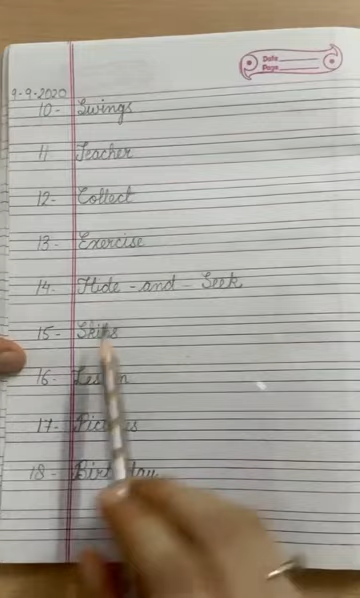 Date
Page
9-9-2020
10- Swings
11 Teacher
12- Collect
13- Exercise
14- Hide-and-Seek
15-
16-
17-
18-